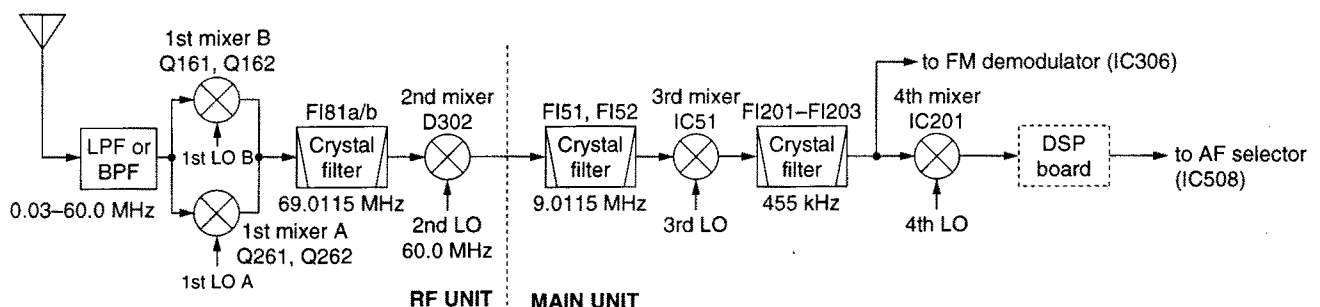 1st mixer B
Q161, Q162
LPF or
BPF
0.03–60.0 MHz
1st LO B
1st mixer A
Q261, Q262
1st LO A
FI81a/b
Crystal
filter
69.0115 MHz
2nd mixer
D302
2nd LO
60.0 MHz
RF UNIT
MAIN UNIT
FI51, FI52
Crystal
filter
9.0115 MHz
3rd mixer
IC51
3rd LO
FI201–FI203
Crystal
filter
455 kHz
to FM demodulator (IC306)
4th mixer
IC201
4th LO
DSP
board
to AF selector
(IC508)